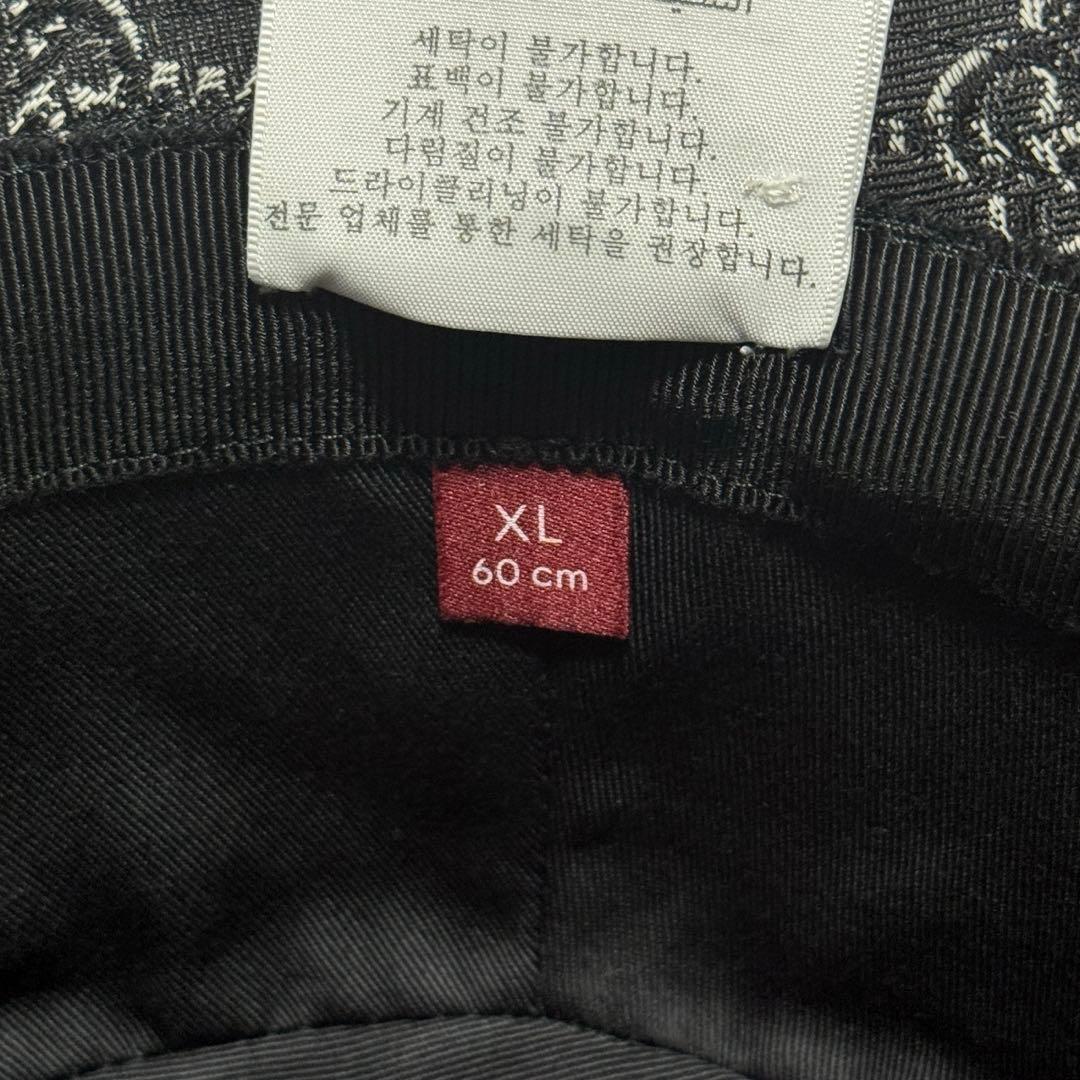 세탁이 불가합니다.
표백이 불가합니다.
기계 건조 불가합니다.
다림질이 불가합니다.
드라이클리닝이 불가합니다.
전문 업체를 통한 세탁을 권장합니다.
XL
60 cm